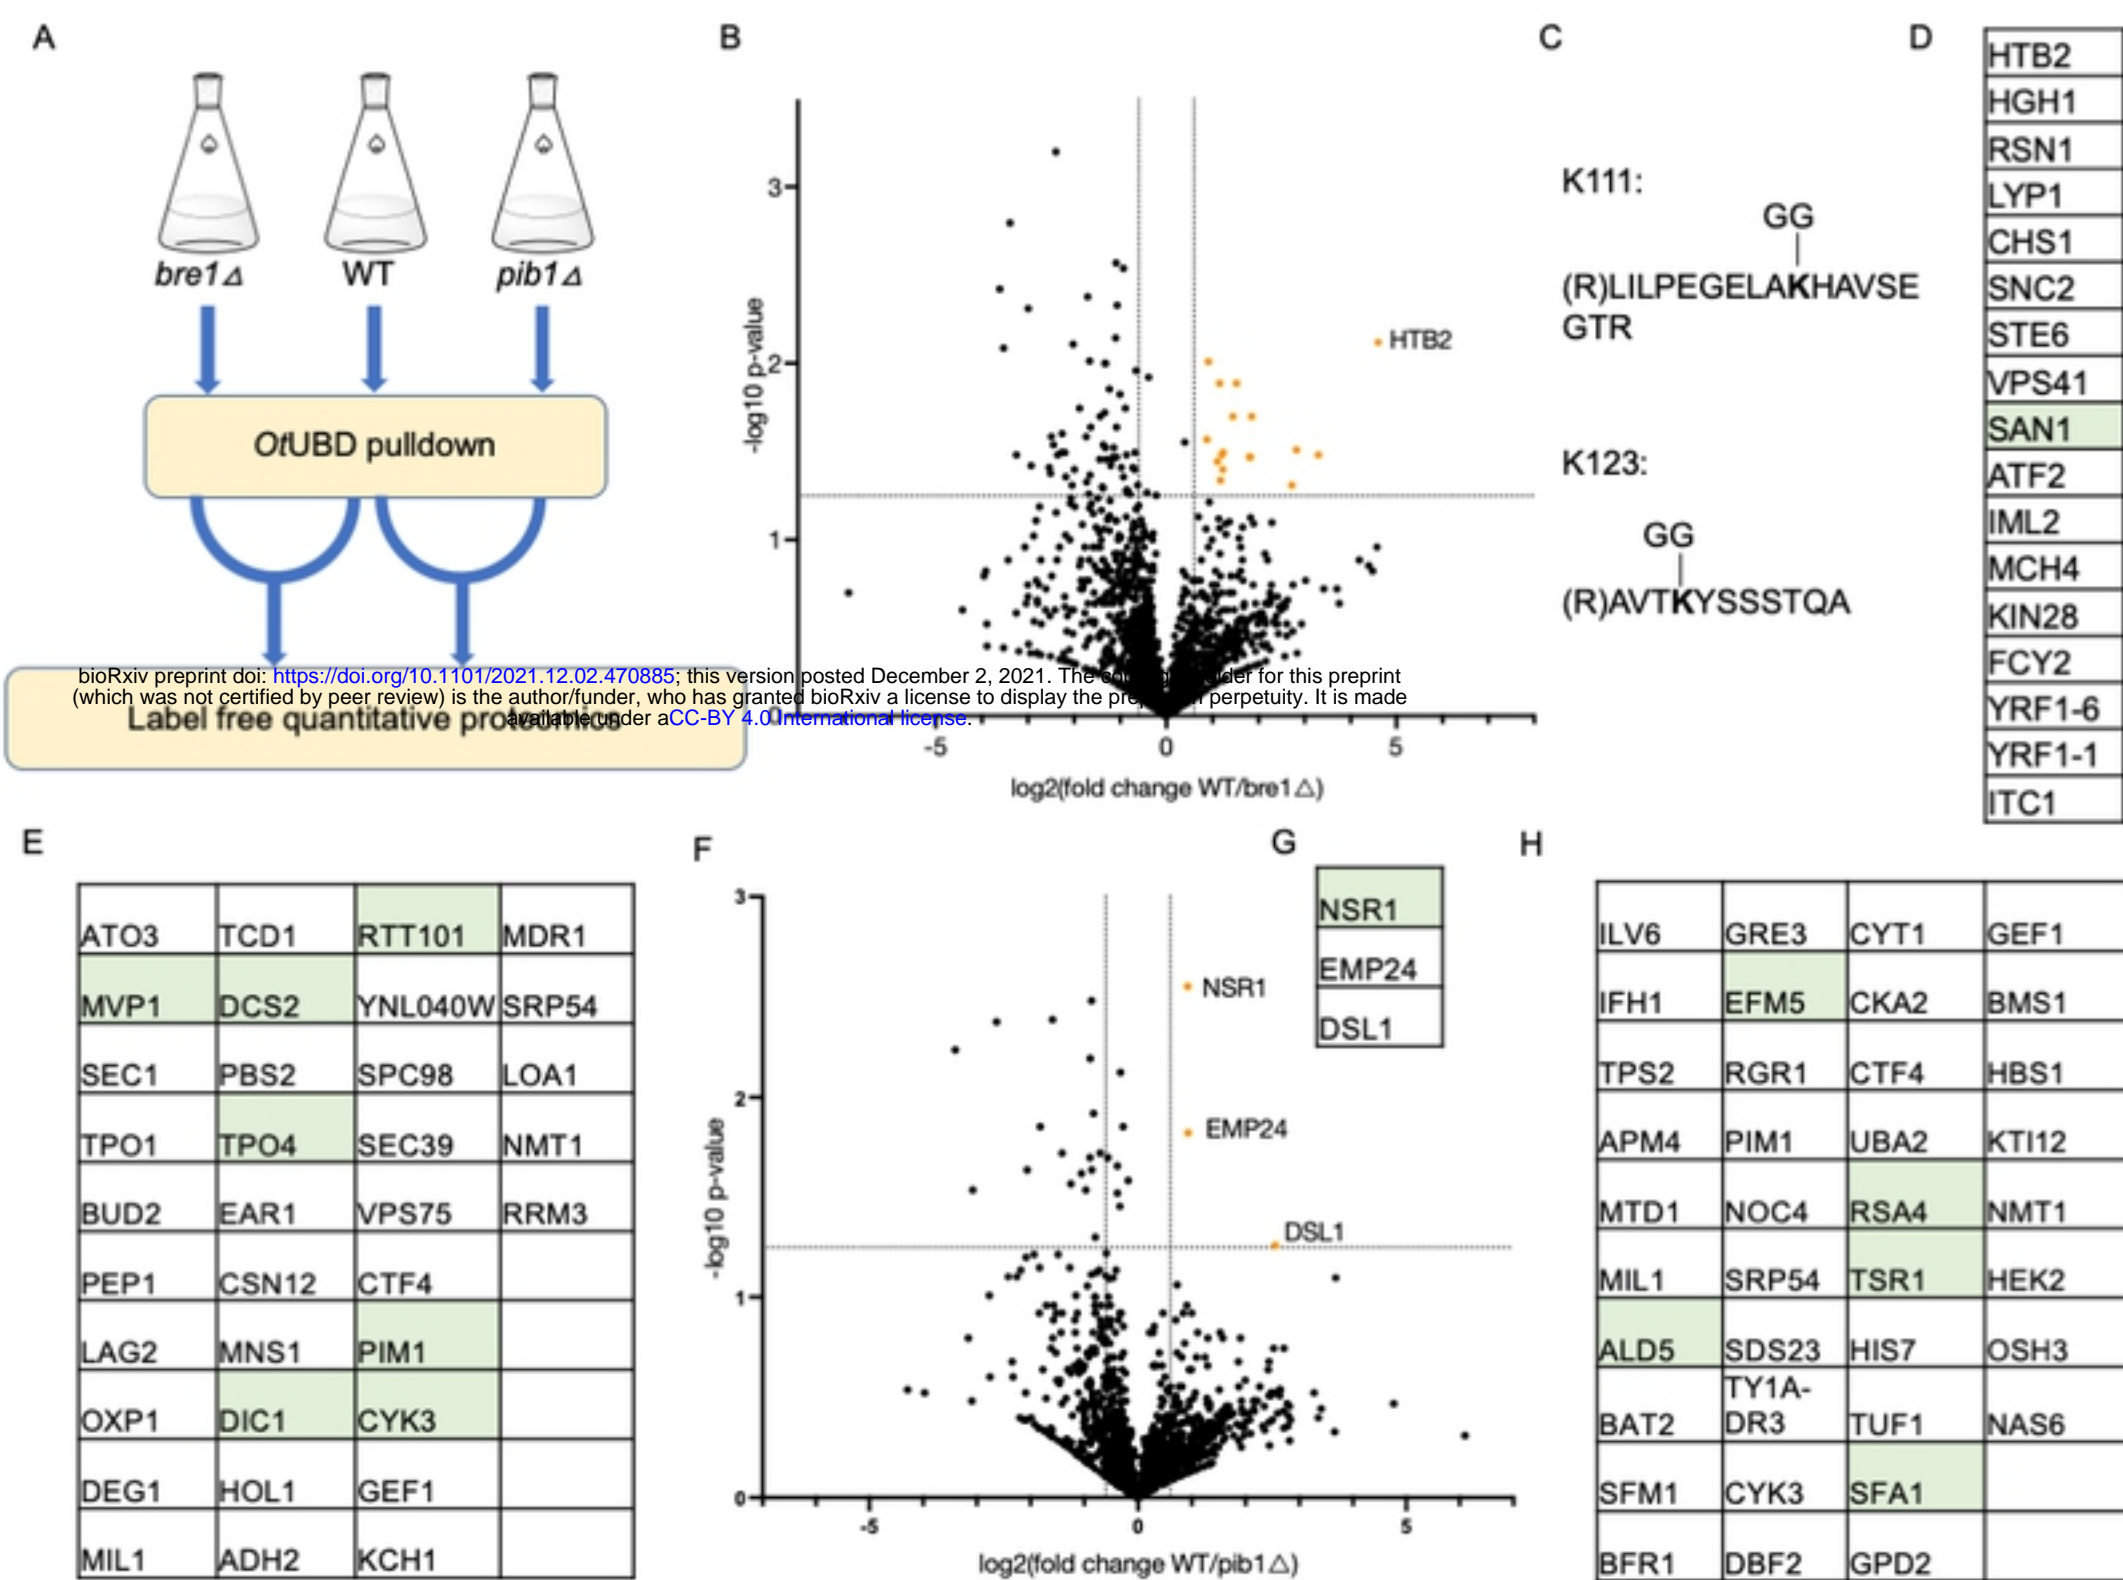 A
bre1Δ
WT
pib1Δ
OtUBD pulldown
Label free quantitative proteomics
bioRxiv preprint doi: https://doi.org/10.1101/2021.12.02.470885; this version posted December 2, 2021. The copyright holder for this preprint
(which was not certified by peer review) is the author/funder, who has granted bioRxiv a license to display the preprint in perpetuity. It is made
available under aCC-BY 4.0 International license.
B
-log10 p-value
3
2
1
0
HTB2
-5
0
5
log2(fold change WT/bre1△)
C
K111:
GG
(R)LILPEGELAKHAVSE
GTR
K123:
GG
(R)AVTKYSSSTQA
D
HTB2
HGH1
RSN1
LYP1
CHS1
SNC2
STE6
VPS41
SAN1
ATF2
IML2
MCH4
KIN28
FCY2
YRF1-6
YRF1-1
ITC1
E
ATO3 TCD1 RTT101 MDR1
MVP1 DCS2 YNL040W SRP54
SEC1 PBS2 SPC98 LOA1
TPO1 TPO4 SEC39 NMT1
BUD2 EAR1 VPS75 RRM3
PEP1 CSN12 CTF4
LAG2 MNS1 PIM1
OXP1 DIC1 CYK3
DEG1 HOL1 GEF1
MIL1 ADH2 KCH1
F
-log10 p-value
3
2
1
0
NSR1
EMP24
DSL1
-5
0
5
log2(fold change WT/pib1△)
G
NSR1
EMP24
DSL1
H
ILV6 GRE3 CYT1 GEF1
IFH1 EFM5 CKA2 BMS1
TPS2 RGR1 CTF4 HBS1
APM4 PIM1 UBA2 KTI12
MTD1 NOC4 RSA4 NMT1
MIL1 SRP54 TSR1 HEK2
ALD5 SDS23 HIS7 OSH3
BAT2 TY1A-
DR3 TUF1 NAS6
SFM1 CYK3 SFA1
BFR1 DBF2 GPD2